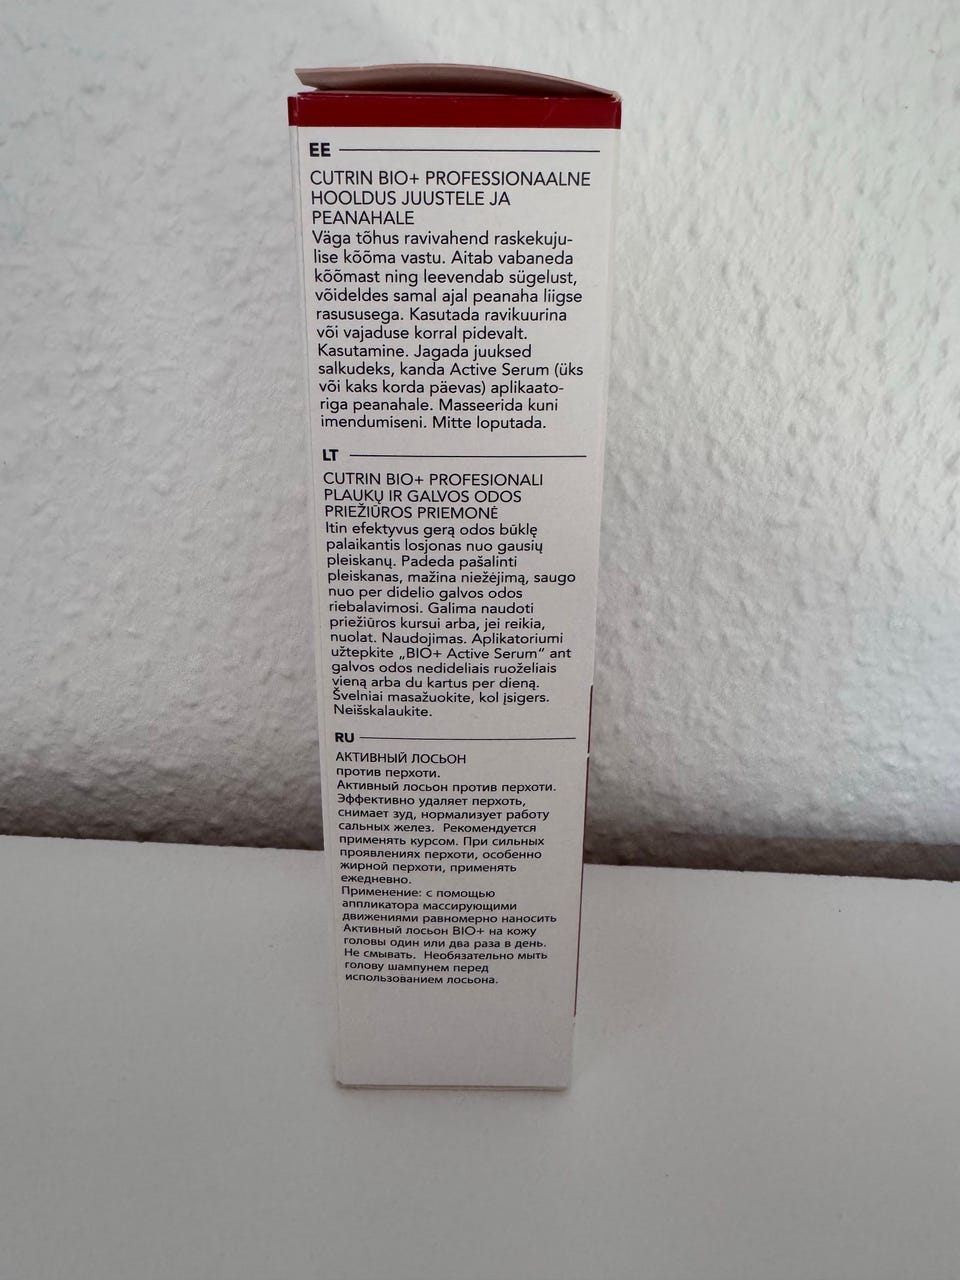 EE
CUTRIN BIO+ PROFESSIONAALNE
HOOLDUS JUUSTELE JA
PEANAHALE
Väga tõhus ravivahend raskekuju-
lise kõõma vastu. Aitab vabaneda
kõõmast ning leevendab sügelust,
võideldes samal ajal peanaha liigse
rasususega. Kasutada ravikuurina
või vajaduse korral pidevalt.
Kasutamine. Jagada juuksed
salkudeks, kanda Active Serum (üks
või kaks korda päevas) aplikaato-
riga peanahale. Masseerida kuni
imendumiseni. Mitte loputada.
LT
CUTRIN BIO+ PROFESIONALI
PLAUKŲ IR GALVOS ODOS
PRIEŽIŪROS PRIEMONĖ
Itin efektyvus gerą odos būklę
palaikantis losjonas nuo gausių
pleiskanų. Padeda pašalinti
pleiskanas, mažina niežėjimą, saugo
nuo per didelio galvos odos
riebalavimosi. Galima naudoti
priežiūros kursui arba, jei reikia,
nuolat. Naudojimas. Aplikatoriumi
užtepkite „BIO+ Active Serum“ ant
galvos odos nedideliais ruoželiais
vieną arba du kartus per dieną.
Švelniai masažuokite, kol įsigers.
Neišskalaukite.
RU
АКТИВНЫЙ ЛОСЬОН
против перхоти.
Активный лосьон против перхоти.
Эффективно удаляет перхоть,
снимает зуд, нормализует работу
сальных желез. Рекомендуется
применять курсом. При сильных
проявлениях перхоти, особенно
жирной перхоти, применять
ежедневно.
Применение: с помощью
аппликатора массирующими
движениями равномерно наносить
Активный лосьон BIO+ на кожу
головы один или два раза в день.
Не смывать. Необязательно мыть
голову шампунем перед
использованием лосьона.